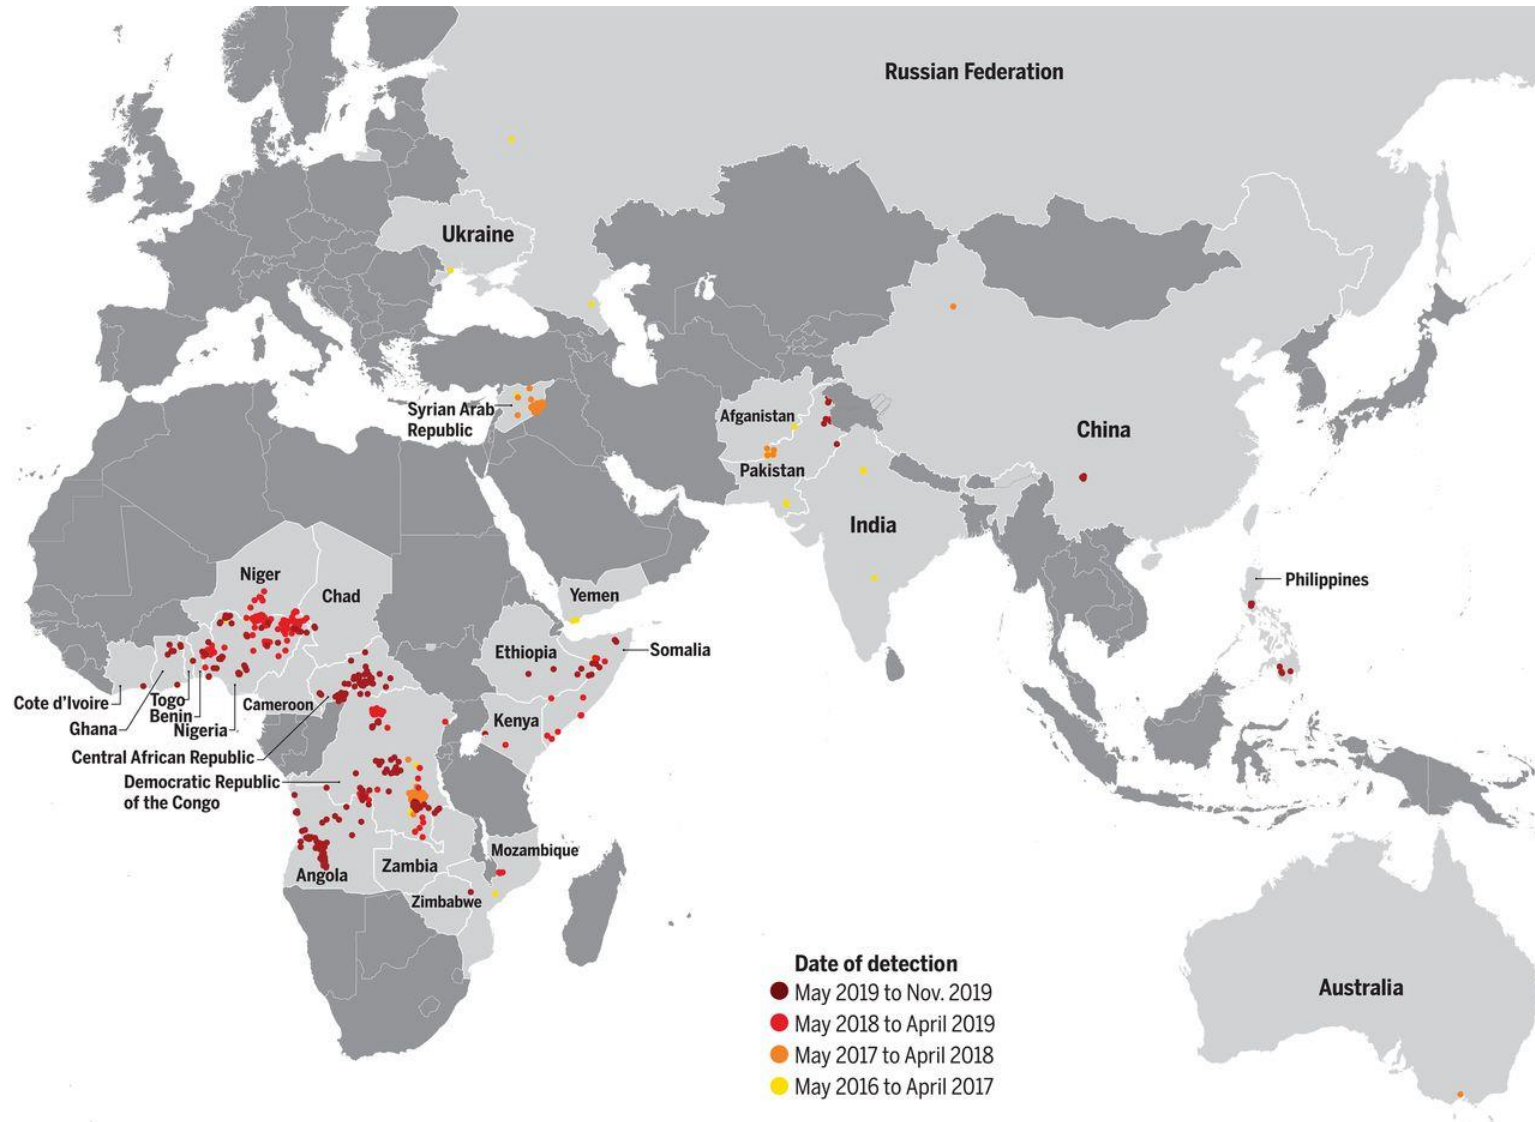 Russian Federation
Ukraine
Syrian Arab
Republic
Afganistan
Pakistan
China
India
Philippines
Niger
Chad
Yemen
Ethiopia
Somalia
Cote d'Ivoire
Togo
Benin
Ghana
Nigeria
Cameroon
Kenya
Central African Republic
Democratic Republic
of the Congo
Mozambique
Zambia
Angola
Zimbabwe
Australia
Date of detection
May 2019 to Nov. 2019
May 2018 to April 2019
May 2017 to April 2018
May 2016 to April 2017